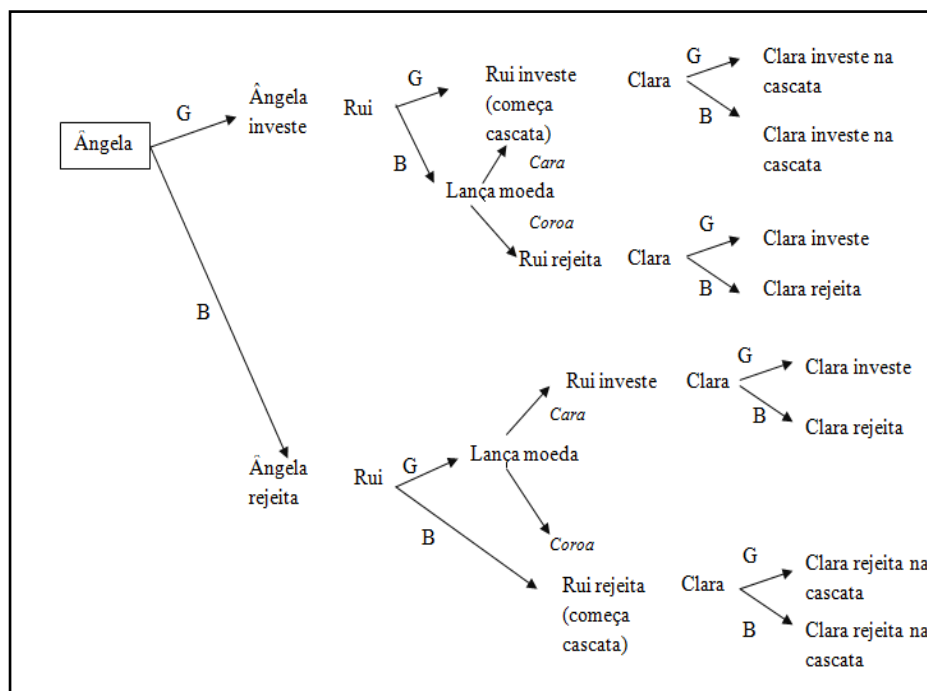 Ângela
G
Ângela
investe
Rui
G
B
Rui investe
(começa
cascata)
Cara
Lança moeda
Coroa
Rui rejeita
Clara
G
B
Clara investe na
cascata
Clara investe na
cascata
Clara
G
B
Clara investe
Clara rejeita
B
Ângela
rejeita
Rui
G
B
Lança moeda
Cara
Rui investe
Clara
G
B
Clara investe
Clara rejeita
Coroa
Rui rejeita
(começa
cascata)
Clara
G
B
Clara rejeita na
cascata
Clara rejeita na
cascata